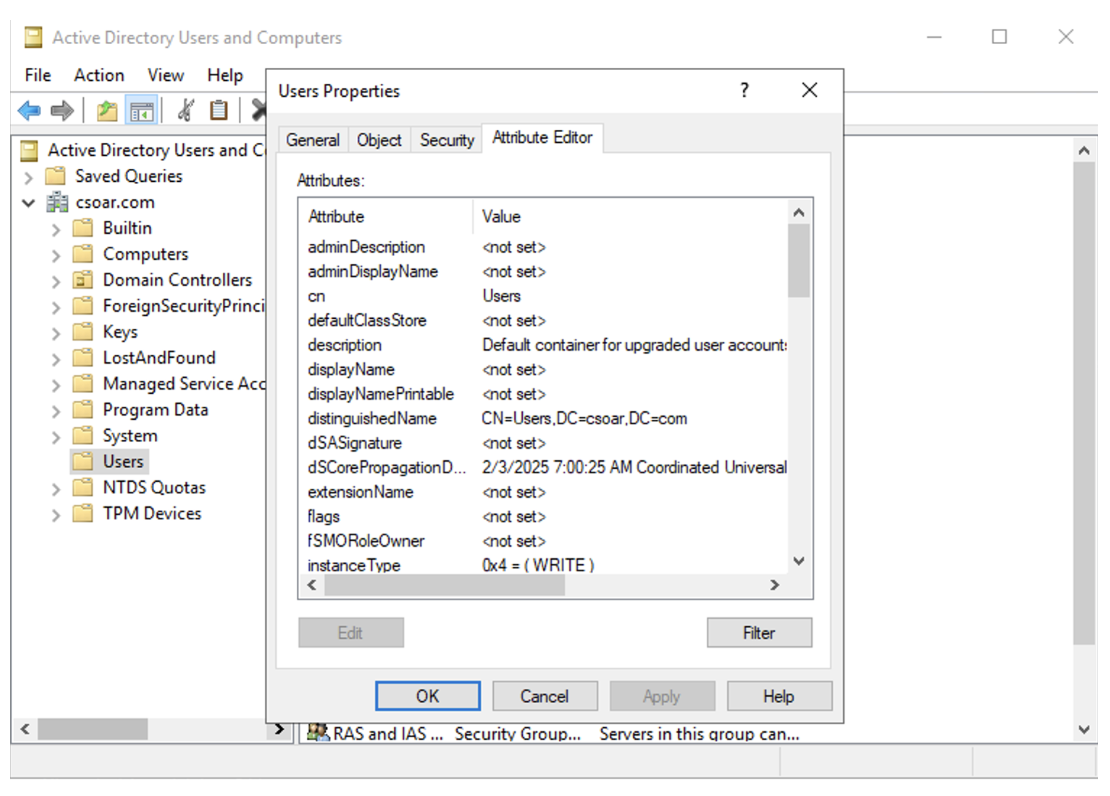 Active Directory Users and Computers
File Action View Help
Active Directory Users and C
Saved Queries
csoar.com
Builtin
Computers
Domain Controllers
ForeignSecurityPrinci
Keys
LostAndFound
Managed Service Acc
Program Data
System
Users
NTDS Quotas
TPM Devices
Users Properties ?
General Object Security Attribute Editor
Attributes:
Attribute Value
adminDescription <not set>
adminDisplayName <not set>
cn Users
defaultClassStore <not set>
description Default container for upgraded user accounts
displayName <not set>
displayNamePrintable <not set>
distinguishedName CN=Users,DC=csoar,DC=com
dSASignature <not set>
dSCorePropagationD... 2/3/2025 7:00:25 AM Coordinated Universal
extensionName <not set>
flags <not set>
fSMORoleOwner <not set>
instanceType 0x4 = ( WRITE )
Edit Filter
OK Cancel Apply Help
RAS and IAS ... Security Group... Servers in this group can...